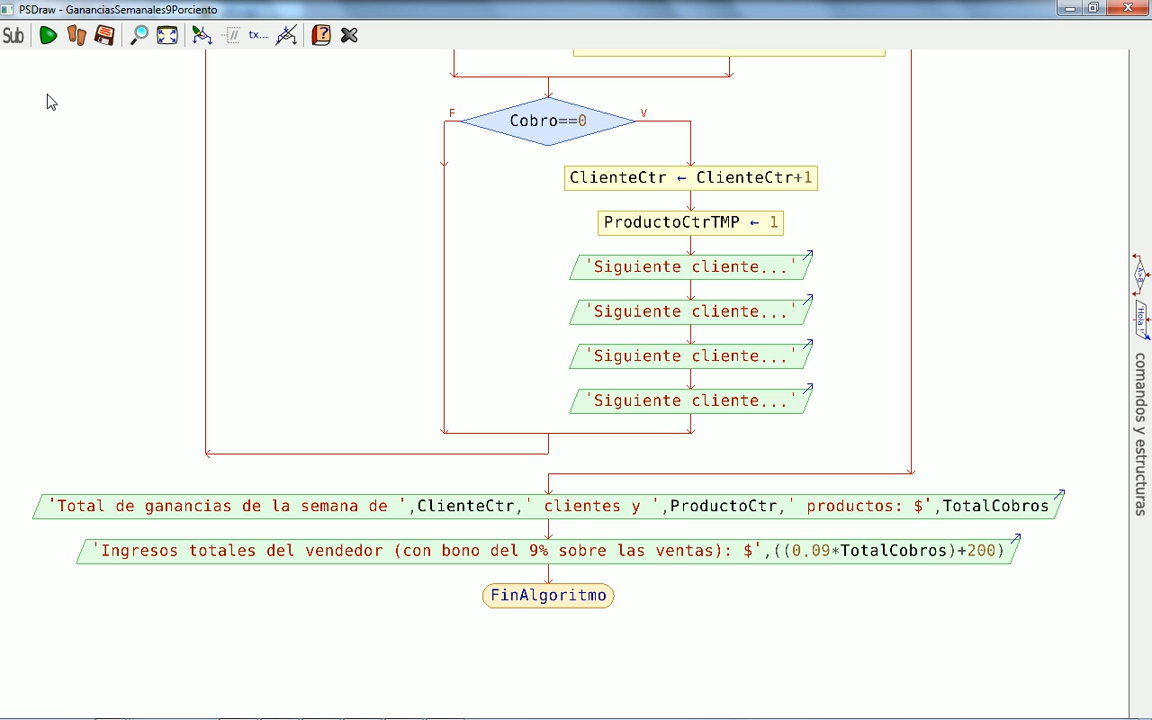 PSDraw - GananciasSemanales9Porciento
Sub
tx...
F
Cobro==0
V
ClienteCtr ← ClienteCtr+1
ProductoCtrTMP ← 1
'Siguiente cliente...'
'Siguiente cliente...'
'Siguiente cliente...'
'Siguiente cliente...'
'Total de ganancias de la semana de ',ClienteCtr,' clientes y ',ProductoCtr,' productos: $',TotalCobros
'Ingresos totales del vendedor (con bono del 9% sobre las ventas): $',((0.09*TotalCobros)+200)
FinAlgoritmo
A>B
'Hola !'
comandos y estructuras